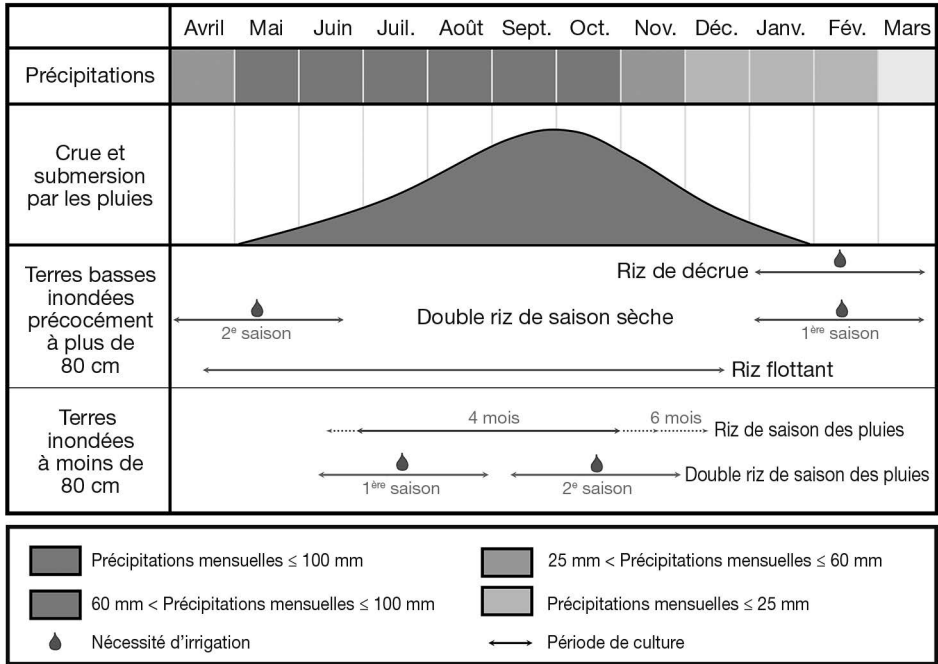 Avril Mai Juin Juil. Août Sept. Oct. Nov. Déc. Janv. Fév. Mars
Précipitations
Crue et
submersion
par les pluies
Terres basses
inondées
précocément
à plus de
80 cm
Riz de décrue
2e saison
Double riz de saison sèche
1ère saison
Riz flottant
Terres
inondées
à moins de
80 cm
4 mois
6 mois
Riz de saison des pluies
1ère saison
2e saison
Double riz de saison des pluies
Précipitations mensuelles ≤ 100 mm
25 mm < Précipitations mensuelles ≤ 60 mm
60 mm < Précipitations mensuelles ≤ 100 mm
Précipitations mensuelles ≤ 25 mm
Nécessité d'irrigation
Période de culture